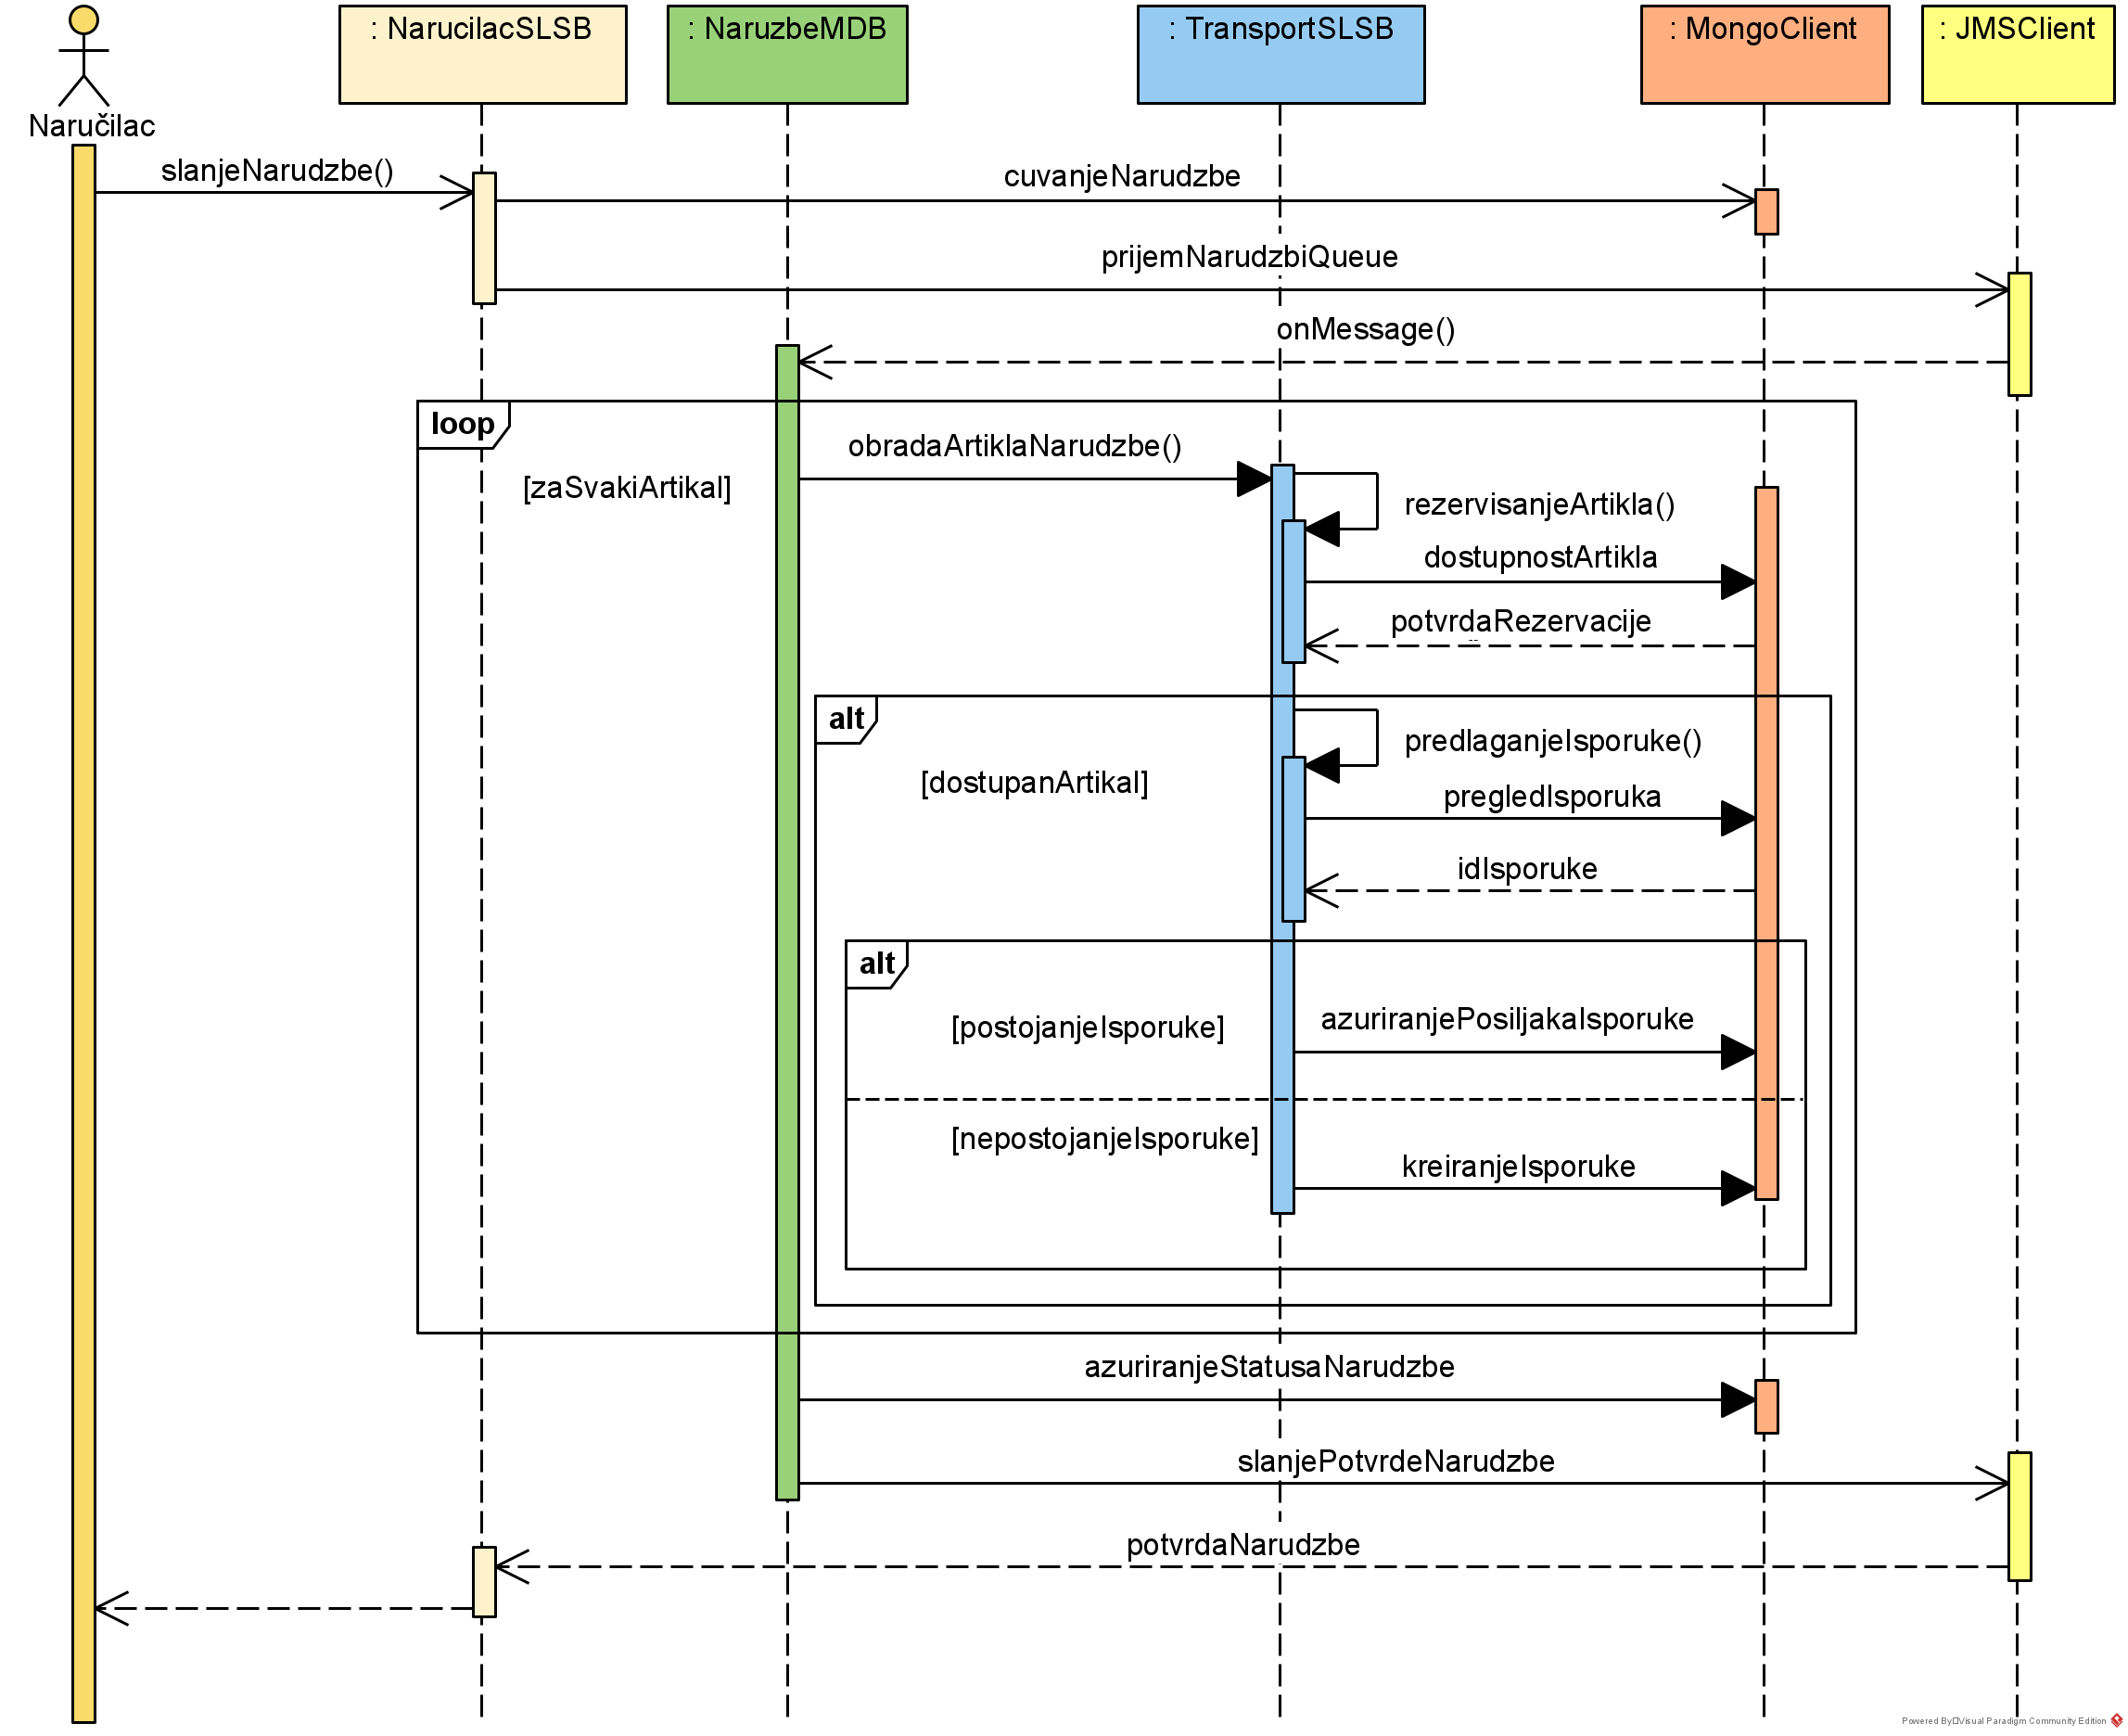 : NarucilacSLSB
: NaruzbeMDB
: TransportSLSB
: MongoClient
: JMSClient
Naručilac
slanjeNarudzbe()
cuvanjeNarudzbe
prijemNarudzbiQueue
onMessage()
loop
obradaArtiklaNarudzbe()
[zaSvakiArtikal]
rezervisanjeArtikla()
dostupnostArtikla
potvrdaRezervacije
alt
predlaganjeIsporuke()
[dostupanArtikal]
pregledIsporuka
idIsporuke
alt
[postojanjeIsporuke]
azuriranjePosiljakaIsporuke
[nepostojanjeIsporuke]
kreiranjeIsporuke
azuriranjeStatusaNarudzbe
slanjePotvrdeNarudzbe
potvrdaNarudzbe
Powered By Visual Paradigm Community Edition